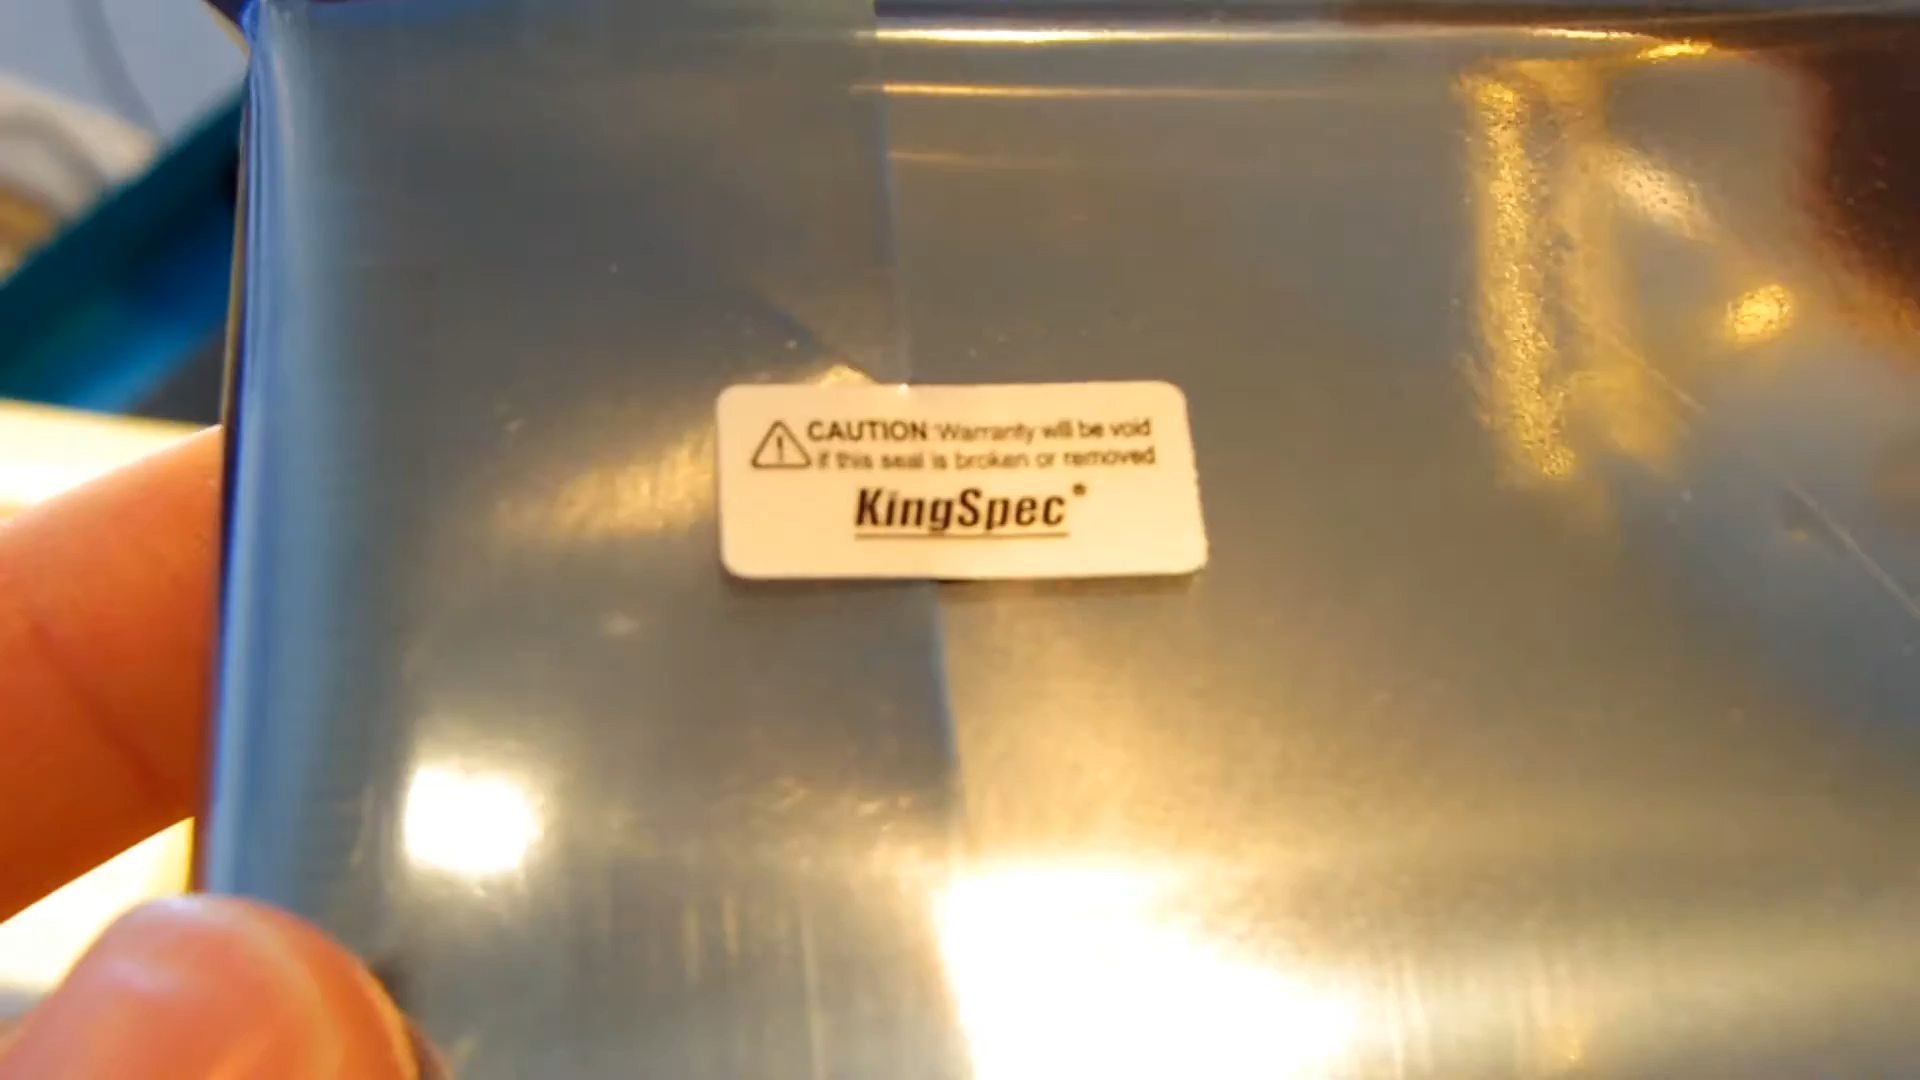 CAUTION Warranty will be void
if this seal is broken or removed
KingSpec®